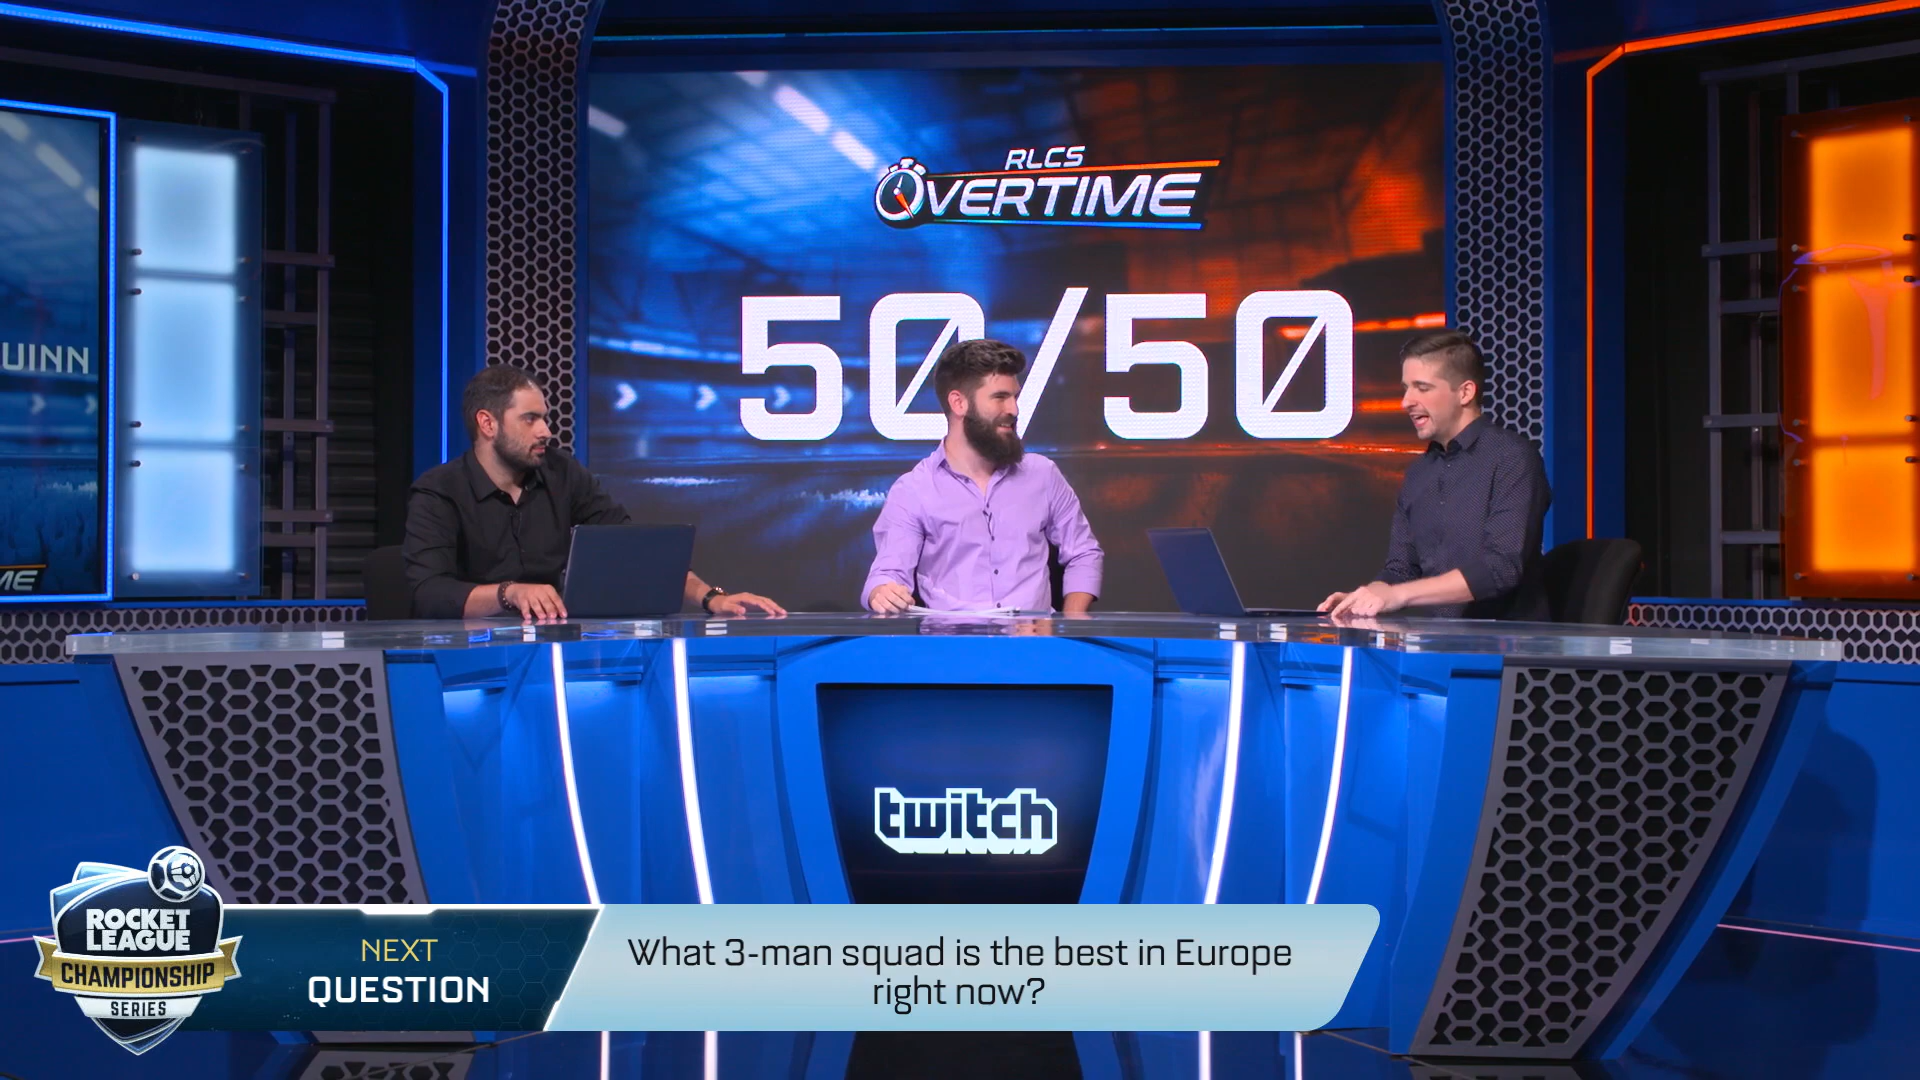 RLCS
OVERTIME
50/50
UINN
ME
twitch
ROCKET
LEAGUE
CHAMPIONSHIP
SERIES
NEXT
QUESTION
What 3-man squad is the best in Europe
right now?